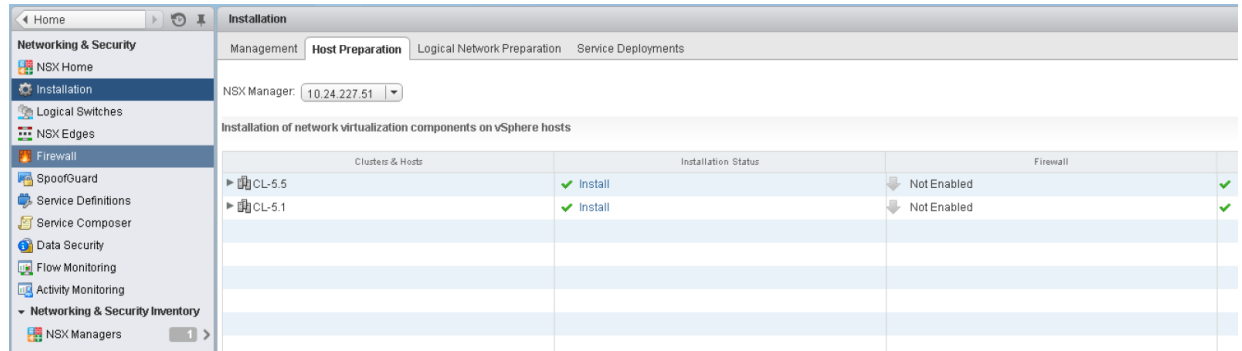 Home
Networking & Security
NSX Home
Installation
Logical Switches
NSX Edges
Firewall
SpoofGuard
Service Definitions
Service Composer
Data Security
Flow Monitoring
Activity Monitoring
Networking & Security Inventory
NSX Managers 1
Installation
Management Host Preparation Logical Network Preparation Service Deployments
NSX Manager: 10.24.227.51
Installation of network virtualization components on vSphere hosts
Clusters & Hosts Installation Status Firewall
CL-5.5 Install Not Enabled
CL-5.1 Install Not Enabled